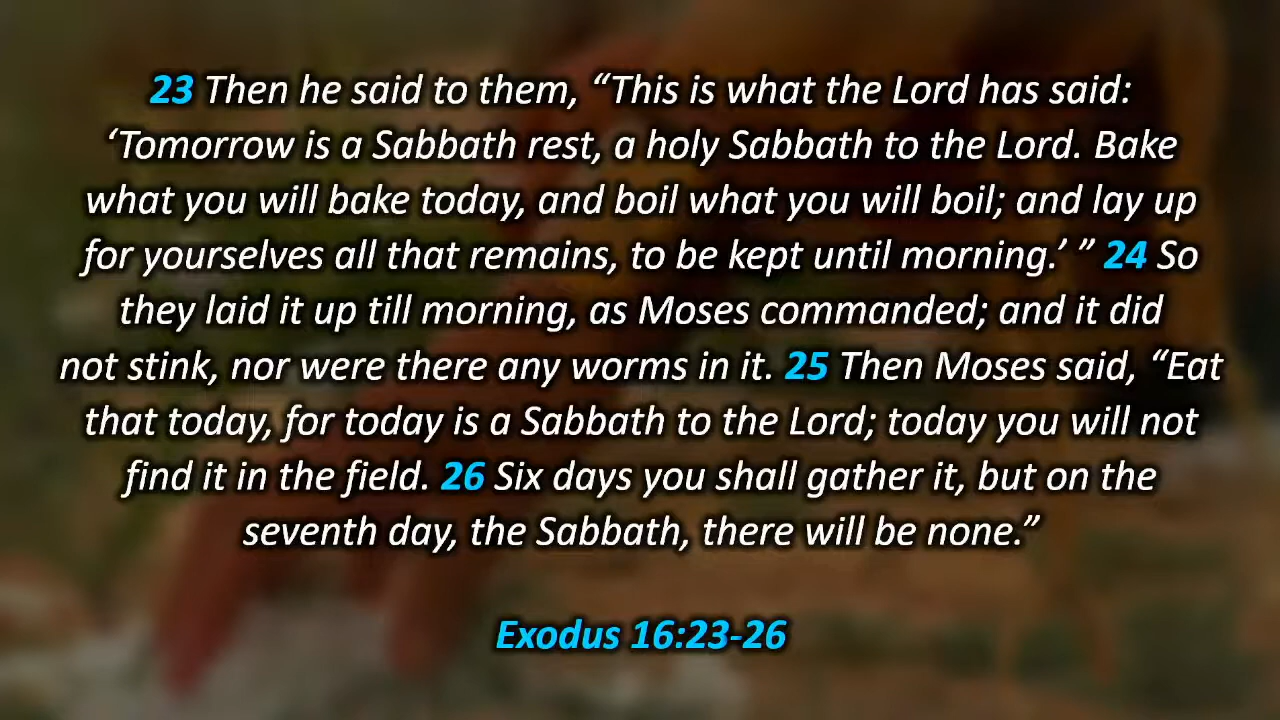 23 Then he said to them, “This is what the Lord has said:
‘Tomorrow is a Sabbath rest, a holy Sabbath to the Lord. Bake
what you will bake today, and boil what you will boil; and lay up
for yourselves all that remains, to be kept until morning.’ ” 24 So
they laid it up till morning, as Moses commanded; and it did
not stink, nor were there any worms in it. 25 Then Moses said, “Eat
that today, for today is a Sabbath to the Lord; today you will not
find it in the field. 26 Six days you shall gather it, but on the
seventh day, the Sabbath, there will be none.”
Exodus 16:23-26